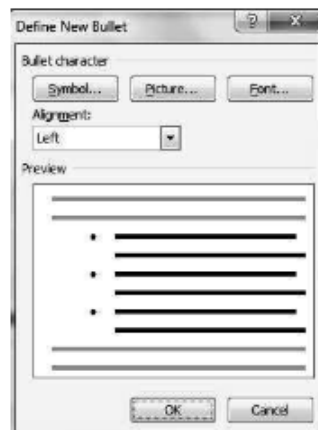 Define New Bullet
Bullet character
Symbol... Picture... Font...
Alignment:
Left
Preview
OK Cancel